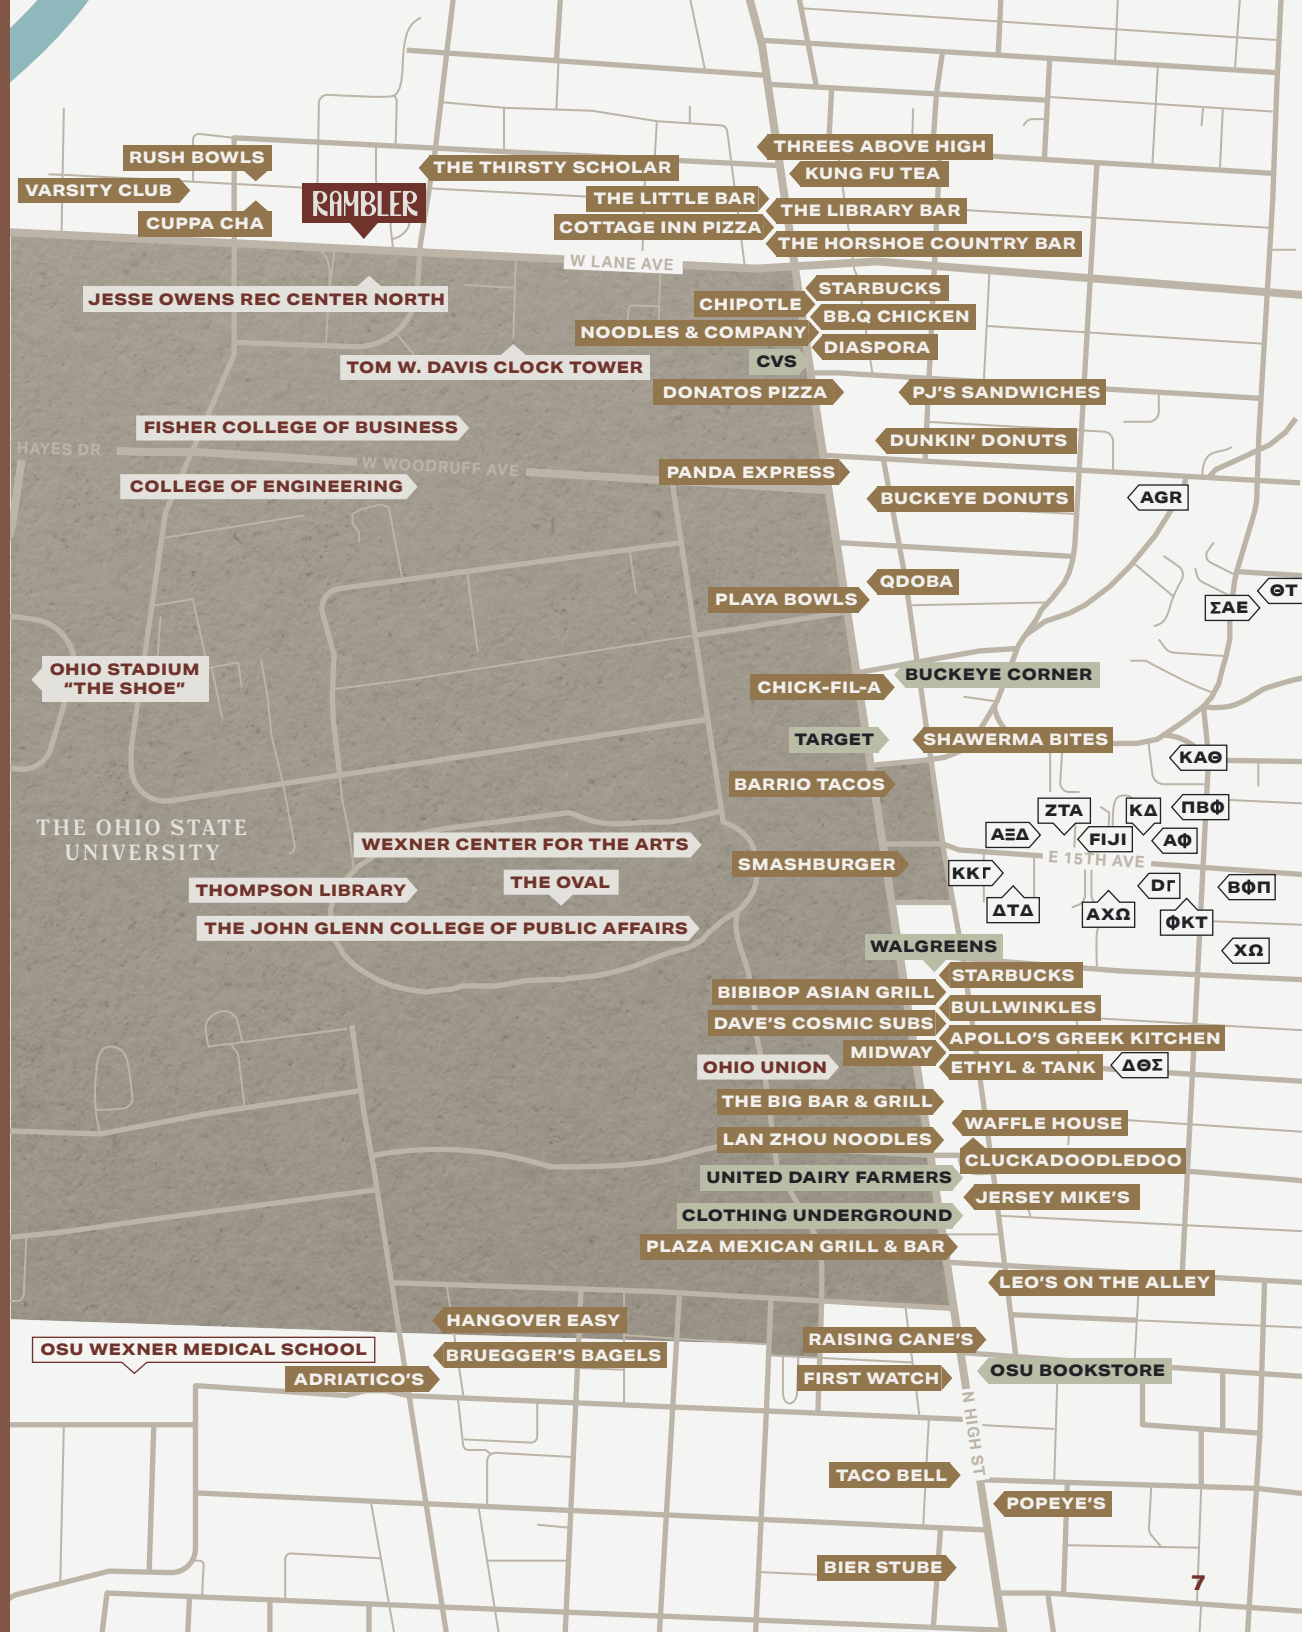 THREES ABOVE HIGH
RUSH BOWLS
THE THIRSTY SCHOLAR
KUNG FU TEA
VARSITY CLUB
RAMBLER
THE LITTLE BAR
THE LIBRARY BAR
CUPPA CHA
COTTAGE INN PIZZA
THE HORSHOE COUNTRY BAR
W LANE AVE
JESSE OWENS REC CENTER NORTH
STARBUCKS
CHIPOTLE
BB.Q CHICKEN
NOODLES & COMPANY
DIASPORA
CVS
TOM W. DAVIS CLOCK TOWER
DONATOS PIZZA
PJ'S SANDWICHES
FISHER COLLEGE OF BUSINESS
DUNKIN' DONUTS
HAYES DR
W WOODRUFF AVE
PANDA EXPRESS
COLLEGE OF ENGINEERING
BUCKEYE DONUTS
AGR
QDOBA
ΘΤ
PLAYA BOWLS
ΣΑΕ
OHIO STADIUM
“THE SHOE”
BUCKEYE CORNER
CHICK-FIL-A
TARGET
SHAWERMA BITES
ΚΑΘ
BARRIO TACOS
ΖΤΑ
ΚΔ
ΠΒΦ
THE OHIO STATE
UNIVERSITY
ΑΞΔ
FIJI
ΑΦ
WEXNER CENTER FOR THE ARTS
E 15TH AVE
SMASHBURGER
ΚΚΓ
THOMPSON LIBRARY
THE OVAL
DΓ
ΒΦΠ
ΔΤΔ
ΑΧΩ
ΦΚΤ
THE JOHN GLENN COLLEGE OF PUBLIC AFFAIRS
WALGREENS
ΧΩ
STARBUCKS
BIBIBOP ASIAN GRILL
BULLWINKLES
DAVE'S COSMIC SUBS
APOLLO'S GREEK KITCHEN
MIDWAY
OHIO UNION
ETHYL & TANK
ΔΘΣ
THE BIG BAR & GRILL
WAFFLE HOUSE
LAN ZHOU NOODLES
CLUCKADOODLEDOO
UNITED DAIRY FARMERS
JERSEY MIKE'S
CLOTHING UNDERGROUND
PLAZA MEXICAN GRILL & BAR
LEO'S ON THE ALLEY
HANGOVER EASY
RAISING CANE'S
OSU WEXNER MEDICAL SCHOOL
BRUEGGER'S BAGELS
OSU BOOKSTORE
ADRIATICO'S
FIRST WATCH
N HIGH ST
TACO BELL
POPEYE'S
BIER STUBE
7